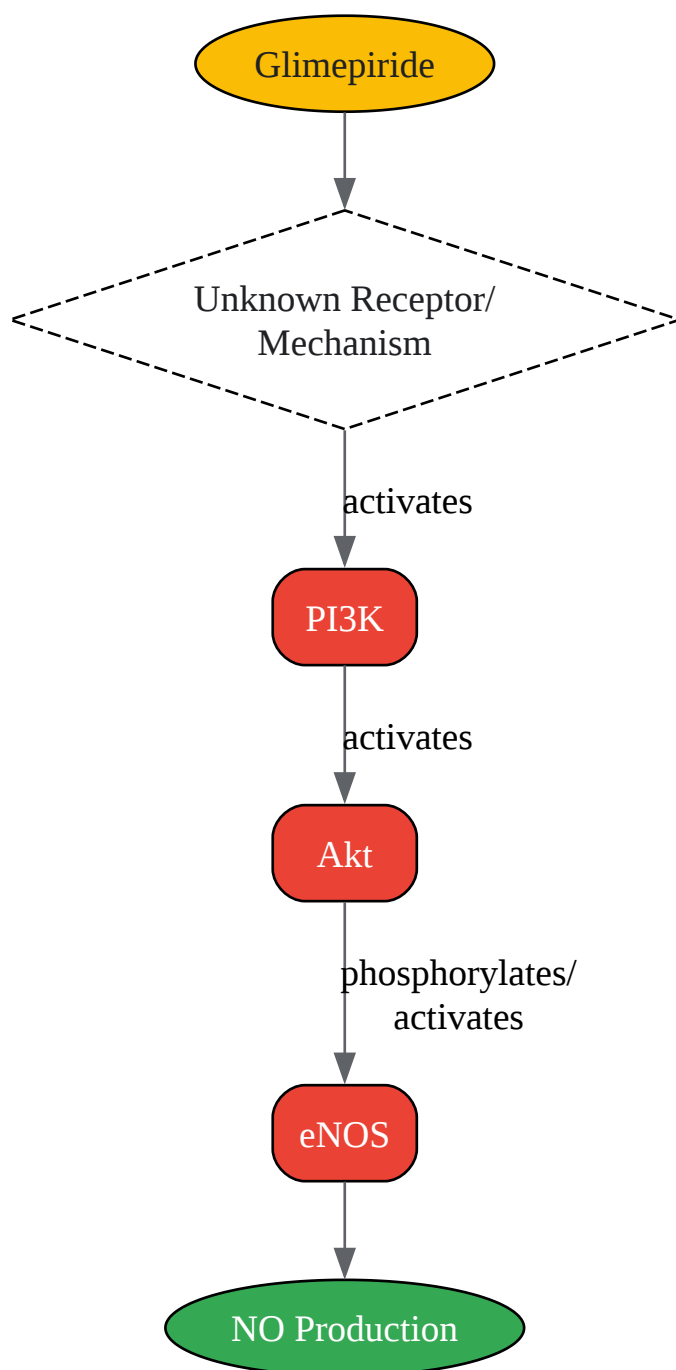 Glimepiride
Unknown Receptor/
Mechanism
activates
PI3K
activates
Akt
phosphorylates/
activates
eNOS
NO Production